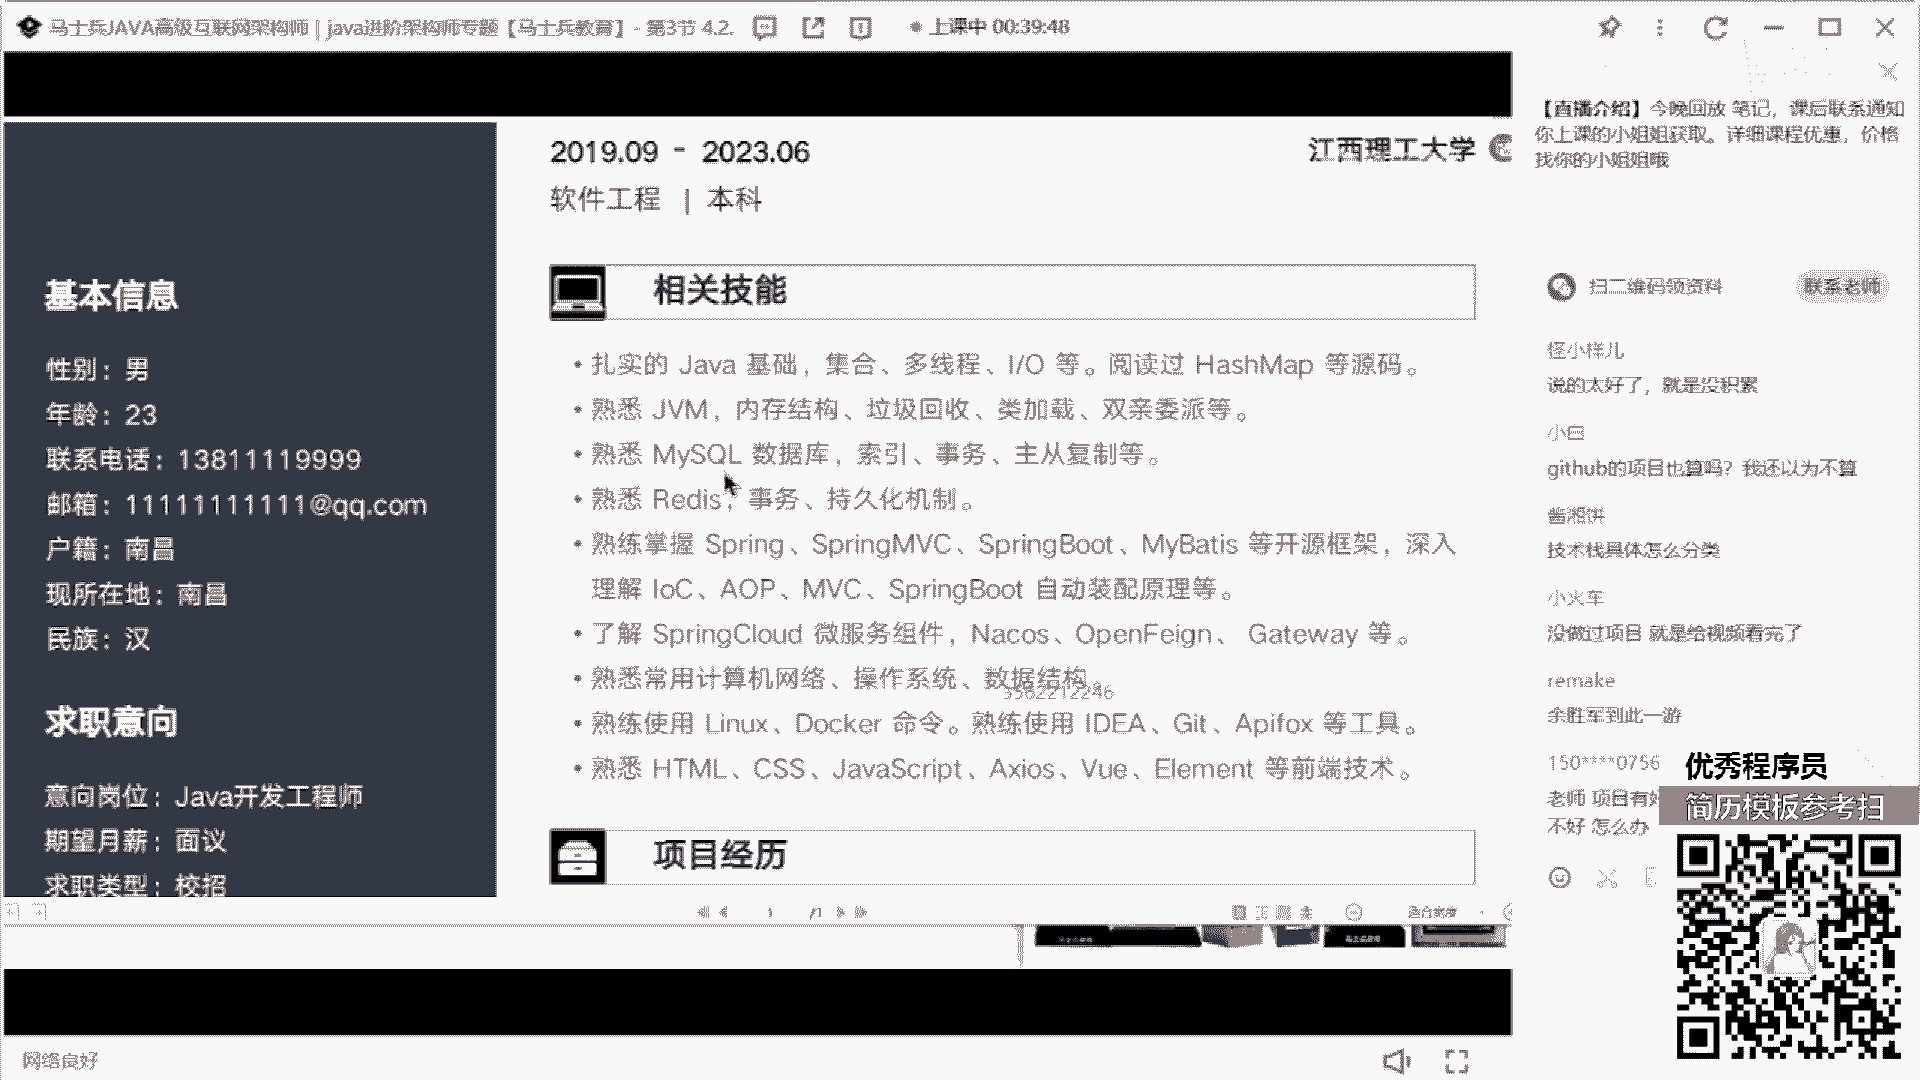 马士兵JAVA高级互联网架构师 | java进阶架构师专题【马士兵教育】- 第3节 4.2.
上课中 00:39:48
2019.09 - 2023.06
江西理工大学
软件工程 | 本科
基本信息
性别：男
年龄：23
联系电话：13811119999
邮箱：11111111111@qq.com
户籍：南昌
现所在地：南昌
民族：汉
求职意向
意向岗位：Java开发工程师
期望月薪：面议
求职类型：校招
相关技能
• 扎实的 Java 基础，集合、多线程、I/O 等。阅读过 HashMap 等源码。
• 熟悉 JVM，内存结构、垃圾回收、类加载、双亲委派等。
• 熟悉 MySQL 数据库，索引、事务、主从复制等。
• 熟悉 Redis，事务、持久化机制。
• 熟练掌握 Spring、SpringMVC、SpringBoot、MyBatis 等开源框架，深入
理解 IoC、AOP、MVC、SpringBoot 自动装配原理等。
• 了解 SpringCloud 微服务组件，Nacos、OpenFeign、 Gateway 等。
• 熟悉常用计算机网络、操作系统、数据结构。
• 熟练使用 Linux、Docker 命令。熟练使用 IDEA、Git、Apifox 等工具。
• 熟悉 HTML、CSS、JavaScript、Axios、Vue、Element 等前端技术。
项目经历
适合宽度
网络良好
【直播介绍】今晚回放 笔记，课后联系通知
你上课的小姐姐获取。详细课程优惠，价格
找你的小姐姐哦
扫二维码领资料
联系老师
怪小样儿
说的太好了，就是没积累
小白
github的项目也算吗？我还以为不算
酱湘饼
技术栈具体怎么分类
小火车
没做过项目 就是给视频看完了
remake
余胜军到此一游
150****0756
老师 项目有
不好 怎么办
优秀程序员
简历模板参考扫